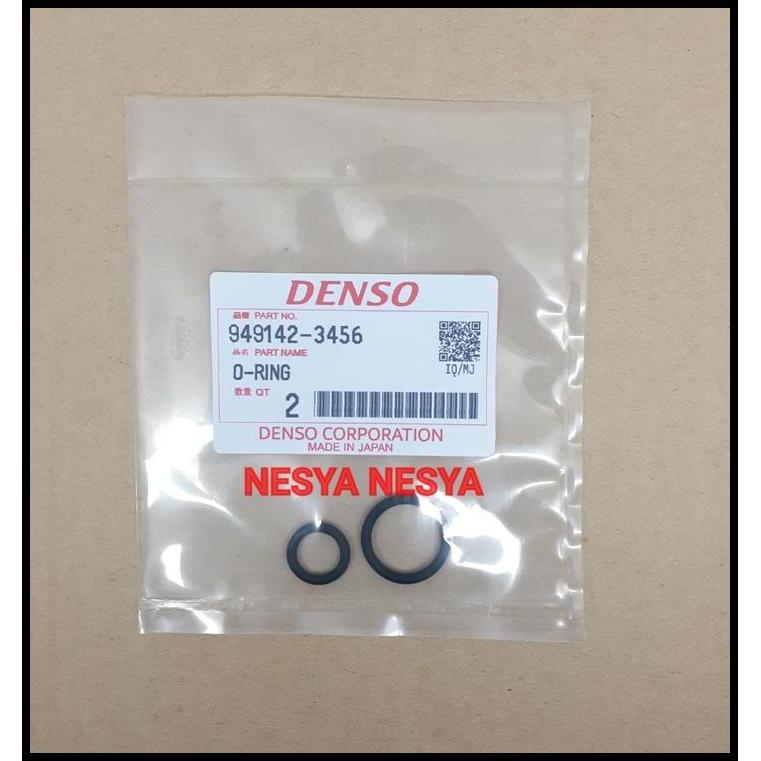 DENSO
品番 PART NO.
949142-3456
品名 PART NAME
O-RING
IQ/MJ
数量 QT
2
DENSO CORPORATION
MADE IN JAPAN
NESYA NESYA